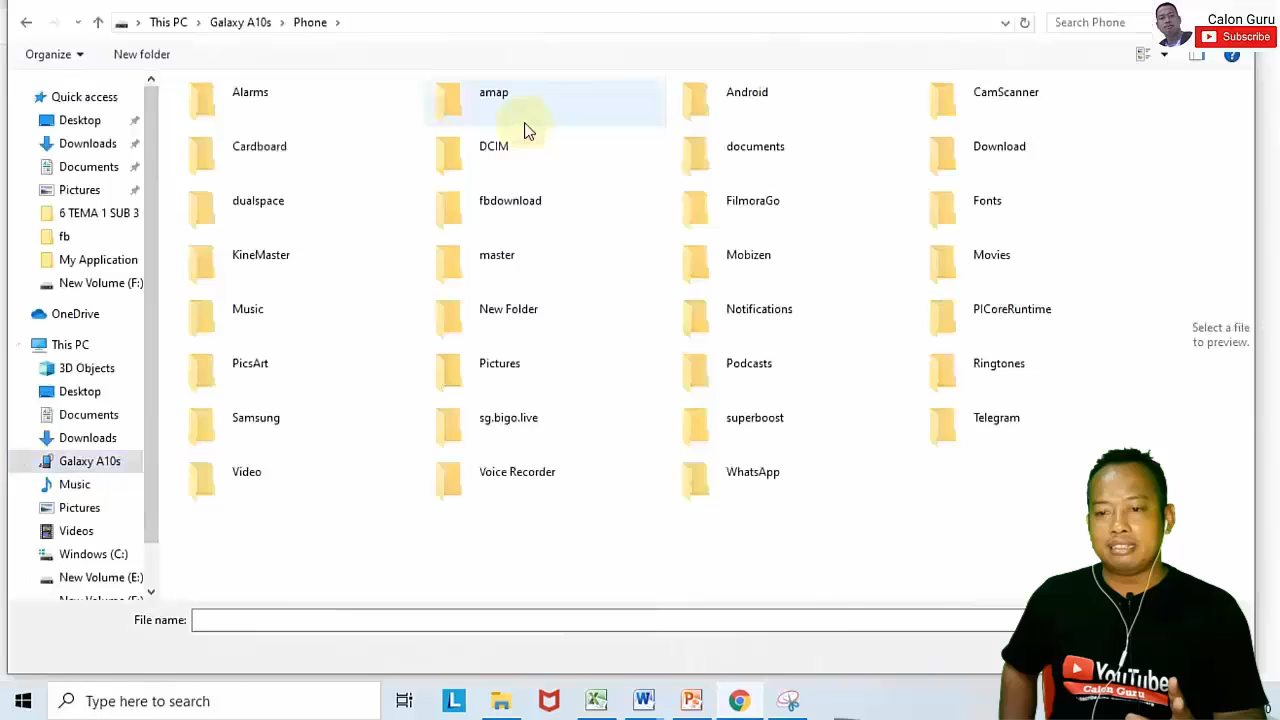 This PC > Galaxy A10s > Phone >
Search Phone
Calon Guru
Subscribe
Organize
New folder
Quick access
Desktop
Downloads
Documents
Pictures
6 TEMA 1 SUB 3
fb
My Application
New Volume (F:)
OneDrive
This PC
3D Objects
Desktop
Documents
Downloads
Galaxy A10s
Music
Pictures
Videos
Windows (C:)
New Volume (E:)
Alarms
amap
Android
CamScanner
Cardboard
DCIM
documents
Download
dualspace
fbdownload
FilmoraGo
Fonts
KineMaster
master
Mobizen
Movies
Music
New Folder
Notifications
PICoreRuntime
PicsArt
Pictures
Podcasts
Ringtones
Samsung
sg.bigo.live
superboost
Telegram
Video
Voice Recorder
WhatsApp
Select a file
to preview.
File name:
YouTube
Calon Guru
Type here to search